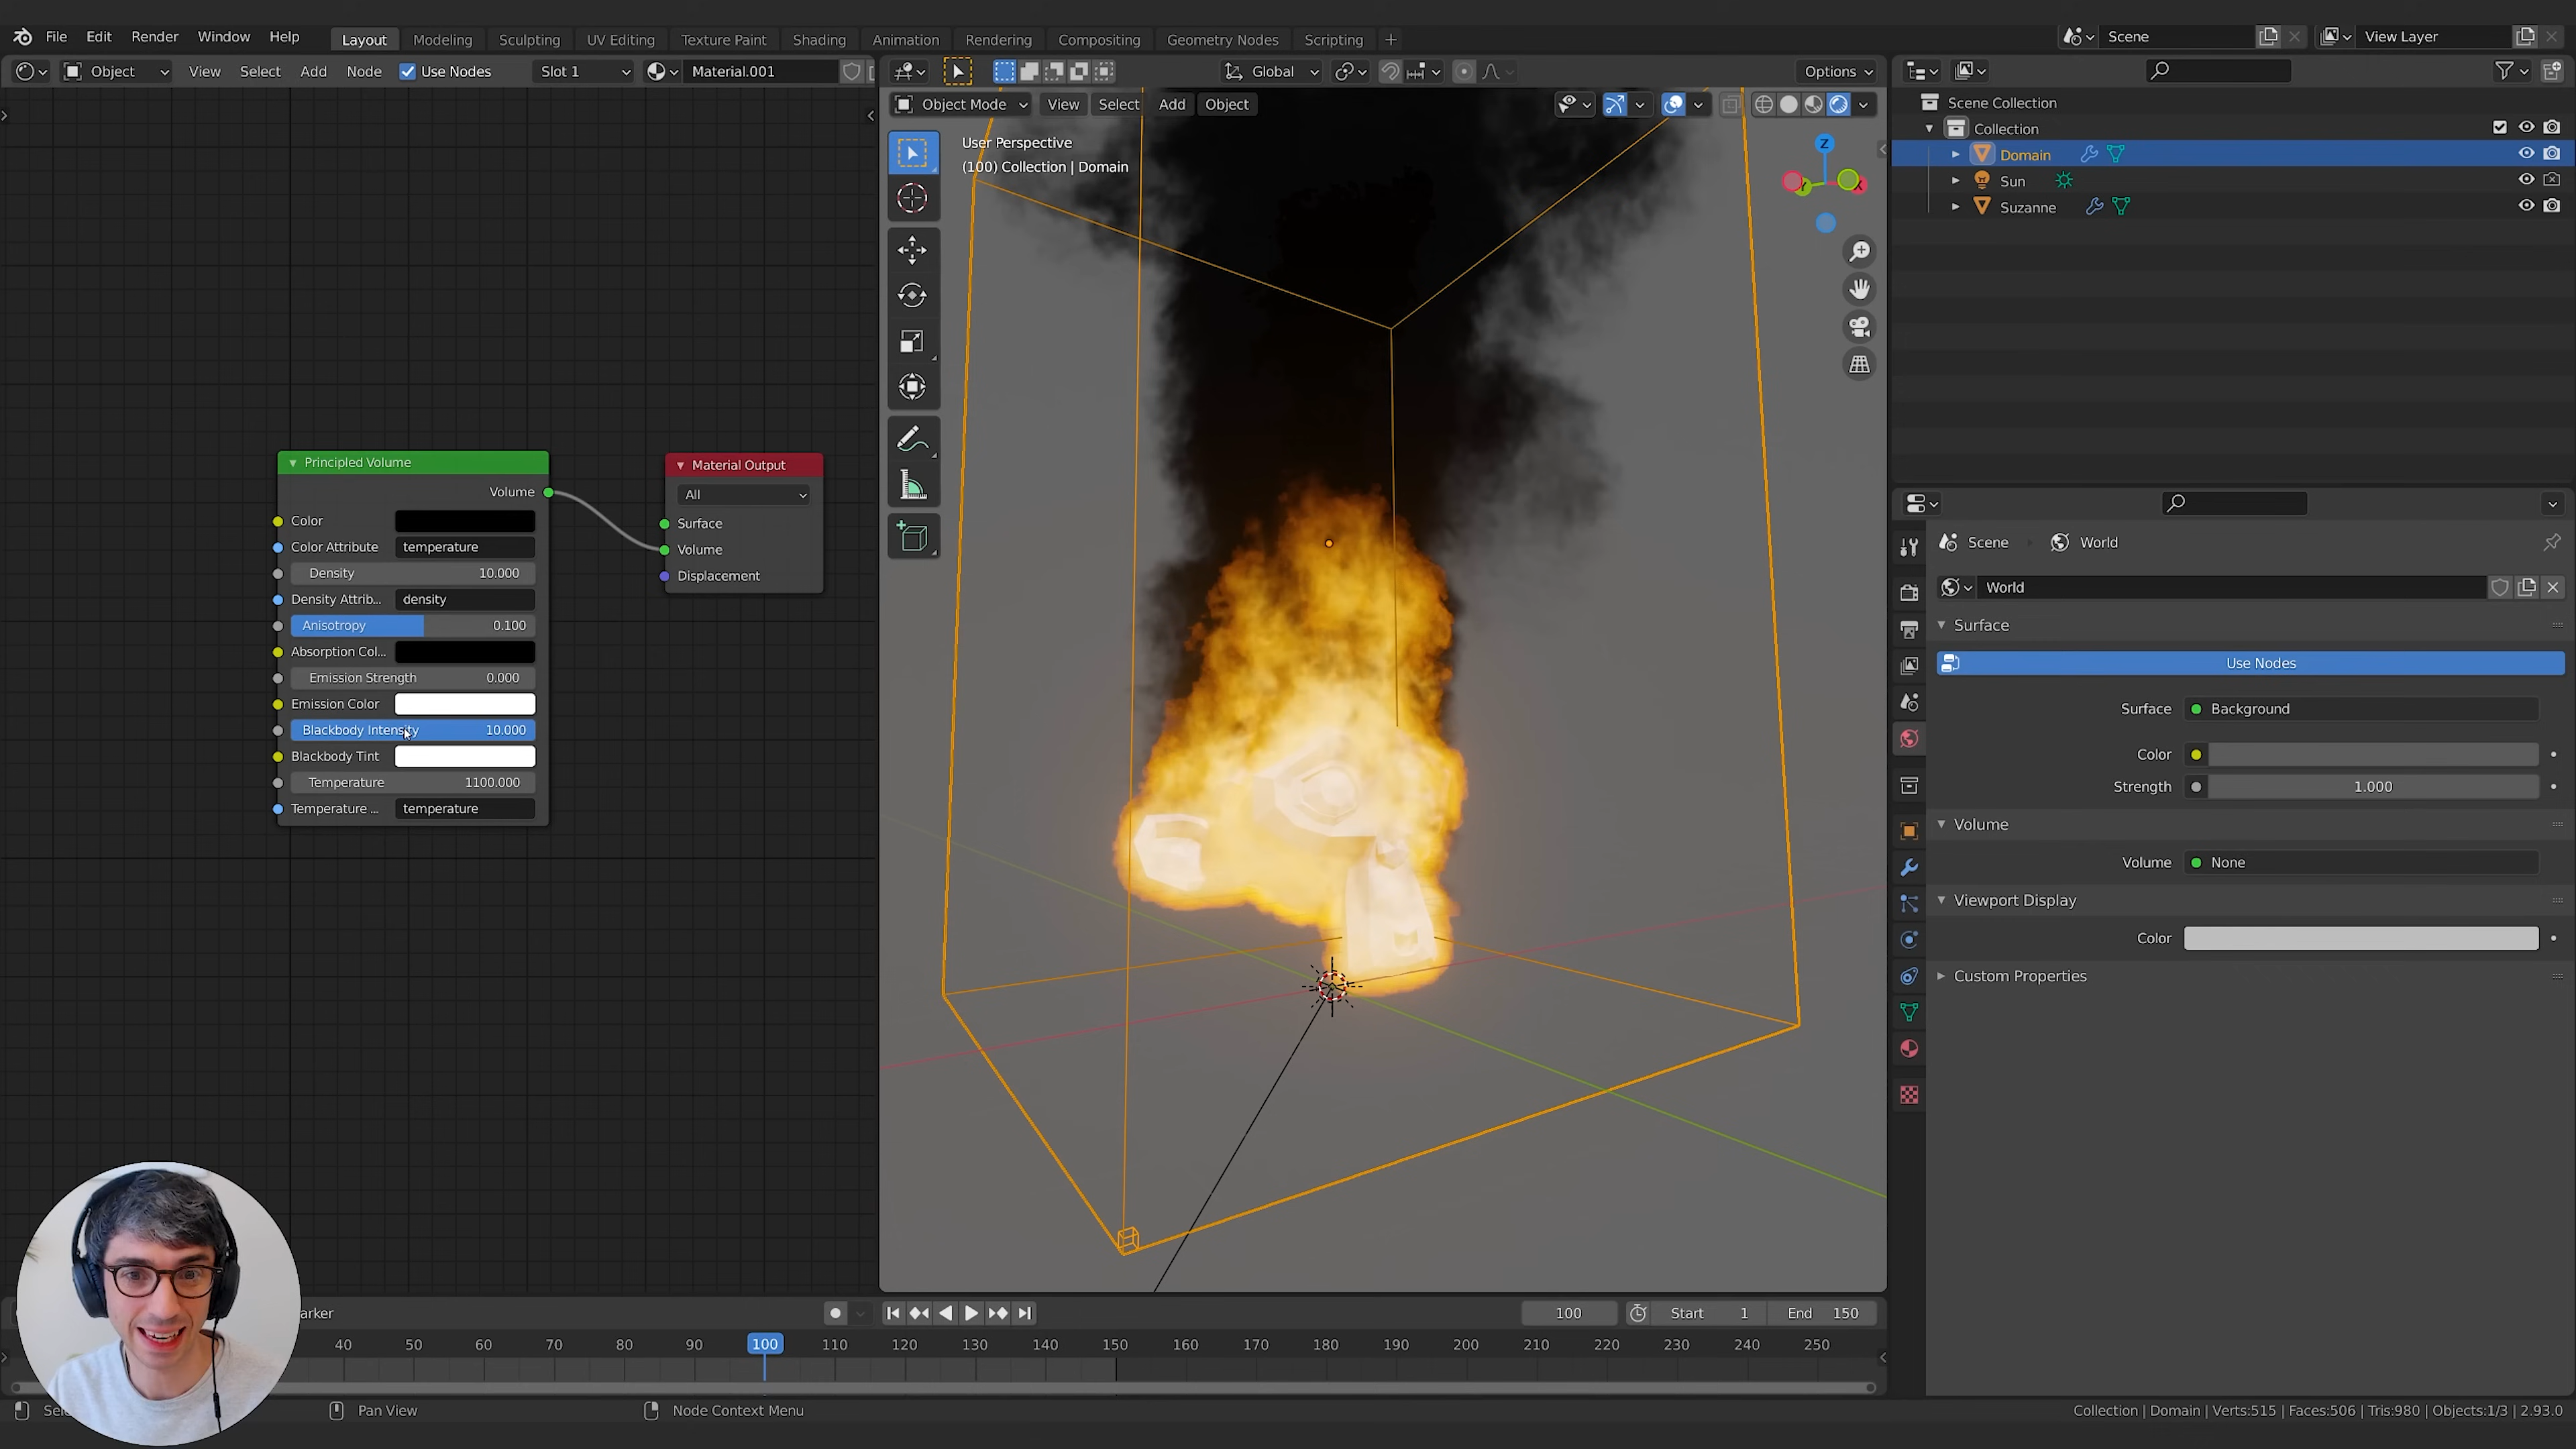 File Edit Render Window Help Layout Modeling Sculpting UV Editing Texture Paint Shading Animation Rendering Compositing Geometry Nodes Scripting + Scene View Layer
Object View Select Add Node Use Nodes Slot 1 Material.001 Global Options
Object Mode View Select Add Object
User Perspective
(100) Collection | Domain
Z
Y
X
Scene Collection
Collection
Domain
Sun
Suzanne
Principled Volume
Volume
Color
Color Attribute temperature
Density 10.000
Density Attrib... density
Anisotropy 0.100
Absorption Col...
Emission Strength 0.000
Emission Color
Blackbody Intensity 10.000
Blackbody Tint
Temperature 1100.000
Temperature ... temperature
Material Output
All
Surface
Volume
Displacement
Scene World
World
Surface
Use Nodes
Surface Background
Color
Strength 1.000
Volume
Volume None
Viewport Display
Color
Custom Properties
arker 100 Start 1 End 150
40 50 60 70 80 90 100 110 120 130 140 150 160 170 180 190 200 210 220 230 240 250
Sele Pan View Node Context Menu Collection | Domain | Verts:515 | Faces:506 | Tris:980 | Objects:1/3 | 2.93.0